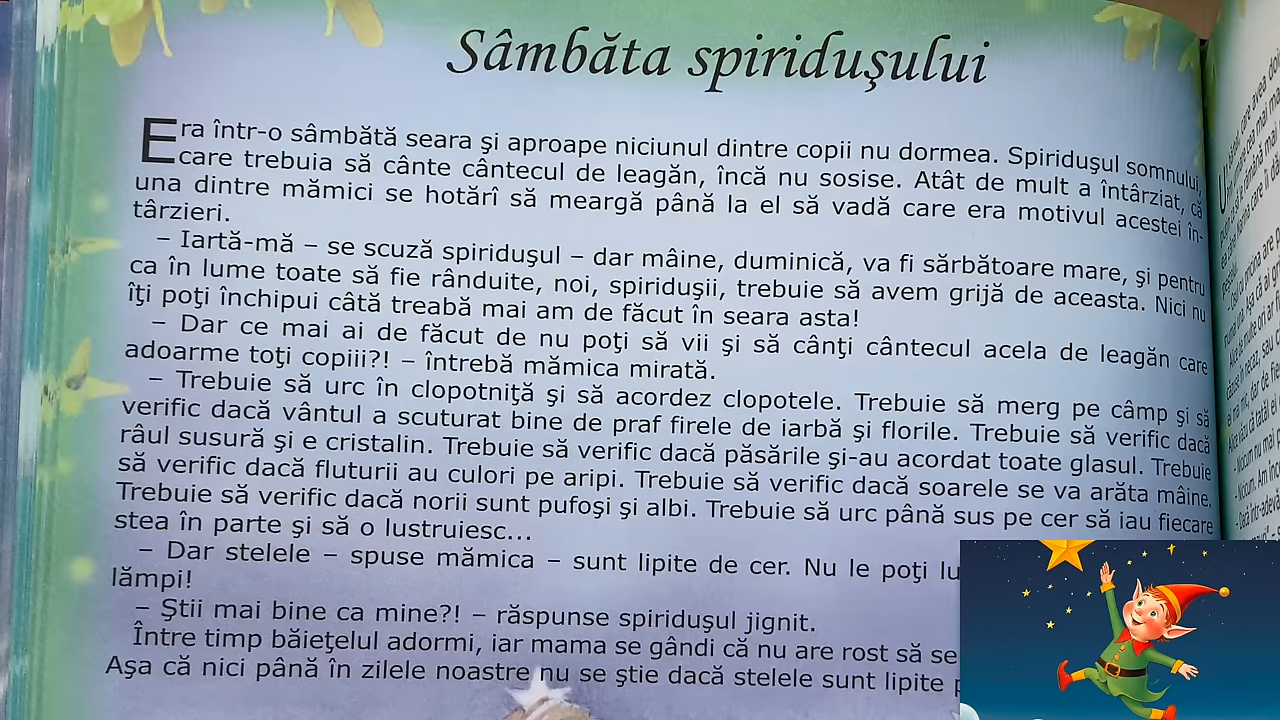 Sâmbăta spiriduşului
Era într-o sâmbătă seara şi aproape niciunul dintre copii nu dormea. Spiriduşul somnului,
care trebuia să cânte cântecul de leagăn, încă nu sosise. Atât de mult a întârziat, că
una dintre mămici se hotărî să meargă până la el să vadă care era motivul acestei în-
târzieri.
– Iartă-mă – se scuză spiriduşul – dar mâine, duminică, va fi sărbătoare mare, şi pentru
ca în lume toate să fie rânduite, noi, spiriduşii, trebuie să avem grijă de aceasta. Nici nu
îţi poţi închipui câtă treabă mai am de făcut în seara asta!
– Dar ce mai ai de făcut de nu poţi să vii şi să cânţi cântecul acela de leagăn care
adoarme toţi copiii?! – întrebă mămica mirată.
– Trebuie să urc în clopotniţă şi să acordez clopotele. Trebuie să merg pe câmp şi să
verific dacă vântul a scuturat bine de praf firele de iarbă şi florile. Trebuie să verific dacă
râul susură şi e cristalin. Trebuie să verific dacă păsările şi-au acordat toate glasul. Trebuie
să verific dacă fluturii au culori pe aripi. Trebuie să verific dacă soarele se va arăta mâine.
Trebuie să verific dacă norii sunt pufoşi şi albi. Trebuie să urc până sus pe cer să iau fiecare
stea în parte şi să o lustruiesc...
– Dar stelele – spuse mămica – sunt lipite de cer. Nu le poţi
lămpi!
– Ştii mai bine ca mine?! – răspunse spiriduşul jignit.
Între timp băieţelul adormi, iar mama se gândi că nu are rost să se
Aşa că nici până în zilele noastre nu se ştie dacă stelele sunt lipite